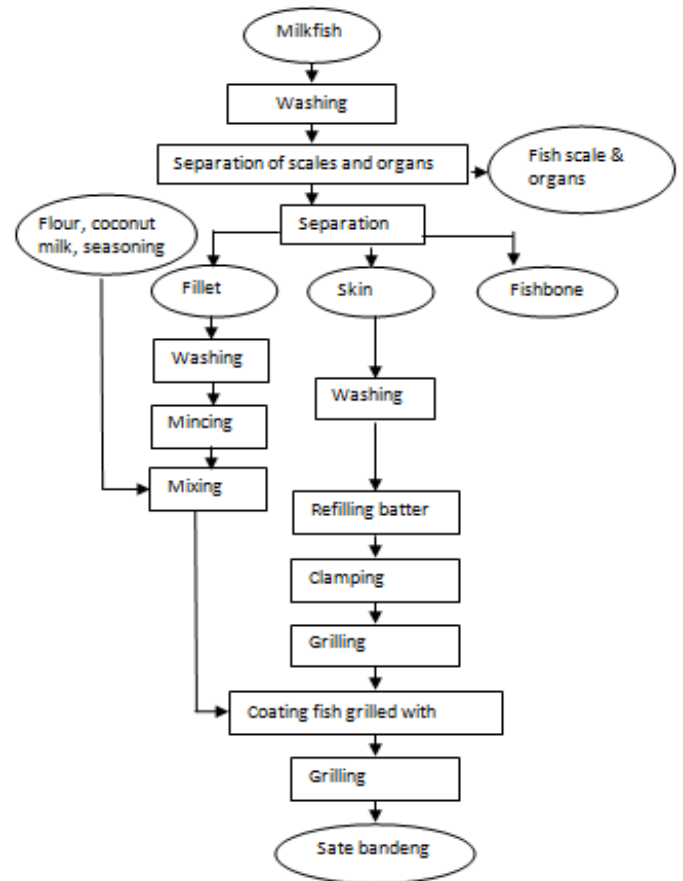 Milkfish
Washing
Separation of scales and organs
Fish scale &
organs
Flour, coconut
milk, seasoning
Separation
Fillet
Skin
Fishbone
Washing
Washing
Mincing
Mixing
Refilling batter
Clamping
Grilling
Coating fish grilled with
Grilling
Sate bandeng